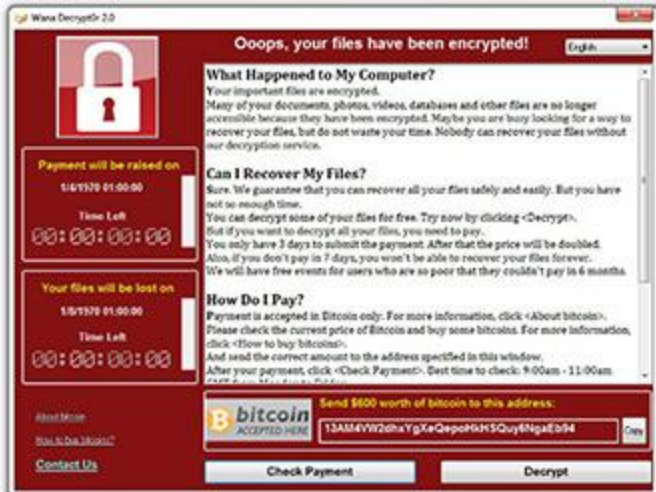 Wana Decrypt0r 2.0
Ooops, your files have been encrypted!
English
What Happened to My Computer?
Your important files are encrypted.
Many of your documents, photos, videos, databases and other files are no longer
accessible because they have been encrypted. Maybe you are busy looking for a way to
recover your files, but do not waste your time. Nobody can recover your files without
our decryption service.
Can I Recover My Files?
Sure. We guarantee that you can recover all your files safely and easily. But you have
not so enough time.
You can decrypt some of your files for free. Try now by clicking <Decrypt>.
But if you want to decrypt all your files, you need to pay.
You only have 3 days to submit the payment. After that the price will be doubled.
Also, if you don't pay in 7 days, you won't be able to recover your files forever.
We will have free events for users who are so poor that they couldn't pay in 6 months.
How Do I Pay?
Payment is accepted in Bitcoin only. For more information, click <About bitcoin>.
Please check the current price of Bitcoin and buy some bitcoins. For more information,
click <How to buy bitcoins>.
And send the correct amount to the address specified in this window.
After your payment, click <Check Payment>. Best time to check: 9:00am - 11:00am
GMT from Monday to Friday.
Payment will be raised on
1/4/1970 01:00:00
Time Left
00:00:00:00
Your files will be lost on
1/8/1970 01:00:00
Time Left
00:00:00:00
About bitcoin
How to buy bitcoins?
Contact Us
bitcoin
ACCEPTED HERE
Send $600 worth of bitcoin to this address:
Copy
Check Payment
Decrypt